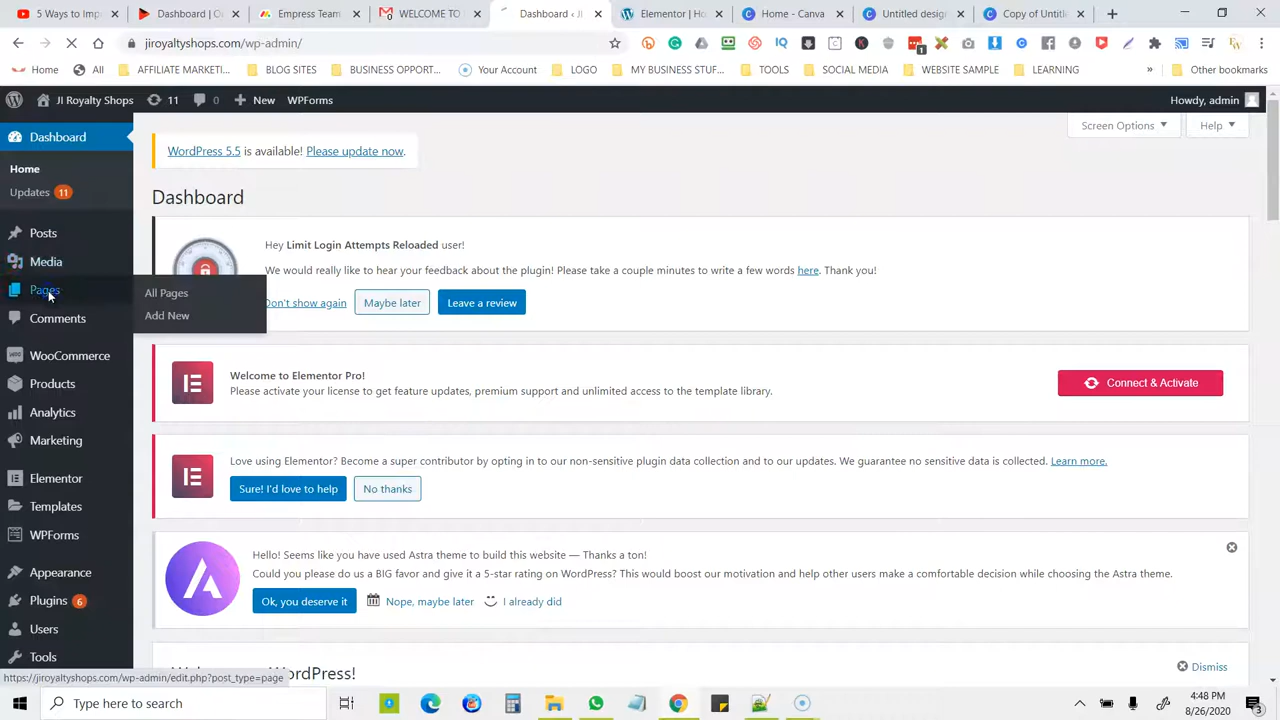 5 Ways to Imp
Dashboard | C
Empress Team
WELCOME TO
Dashboard ‹ JI
Elementor | Ho
Home - Canva
Untitled design
Copy of Untitle
jiroyaltyshops.com/wp-admin/
Home
All
AFFILIATE MARKETI...
BLOG SITES
BUSINESS OPPORT...
Your Account
LOGO
MY BUSINESS STUF...
TOOLS
SOCIAL MEDIA
WEBSITE SAMPLE
LEARNING
»
Other bookmarks
JI Royalty Shops
11
0
New
WPForms
Howdy, admin
Dashboard
Home
Updates 11
Posts
Media
Pages
All Pages
Add New
Comments
WooCommerce
Products
Analytics
Marketing
Elementor
Templates
WPForms
Appearance
Plugins 6
Users
Tools
Screen Options
Help
WordPress 5.5 is available! Please update now.
Dashboard
Hey Limit Login Attempts Reloaded user!
We would really like to hear your feedback about the plugin! Please take a couple minutes to write a few words here. Thank you!
Don't show again
Maybe later
Leave a review
Welcome to Elementor Pro!
Please activate your license to get feature updates, premium support and unlimited access to the template library.
Connect & Activate
Love using Elementor? Become a super contributor by opting in to our non-sensitive plugin data collection and to our updates. We guarantee no sensitive data is collected. Learn more.
Sure! I'd love to help
No thanks
Hello! Seems like you have used Astra theme to build this website — Thanks a ton!
Could you please do us a BIG favor and give it a 5-star rating on WordPress? This would boost our motivation and help other users make a comfortable decision while choosing the Astra theme.
Ok, you deserve it
Nope, maybe later
I already did
Dismiss
https://jiroyaltyshops.com/wp-admin/edit.php?post_type=page
Type here to search
4:48 PM
8/26/2020
3